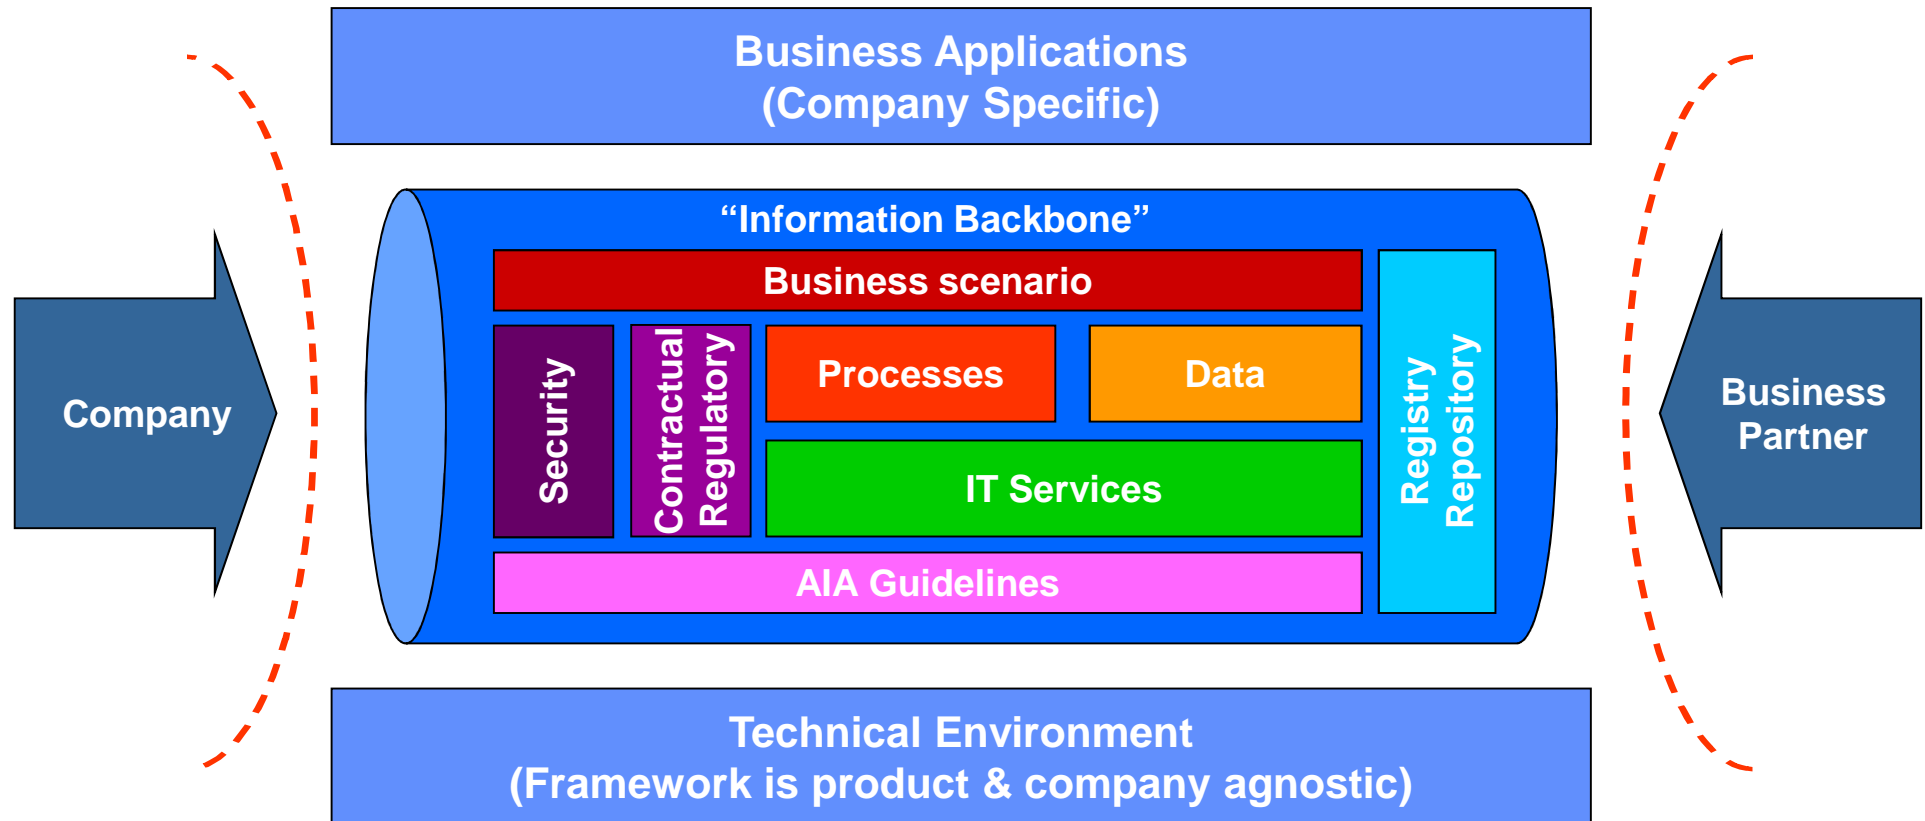 Business Applications
(Company Specific)
“Information Backbone”
Business scenario
Security
Contractual
Regulatory
Processes
Data
IT Services
AIA Guidelines
Registry
Repository
Company
Business
Partner
Technical Environment
(Framework is product & company agnostic)